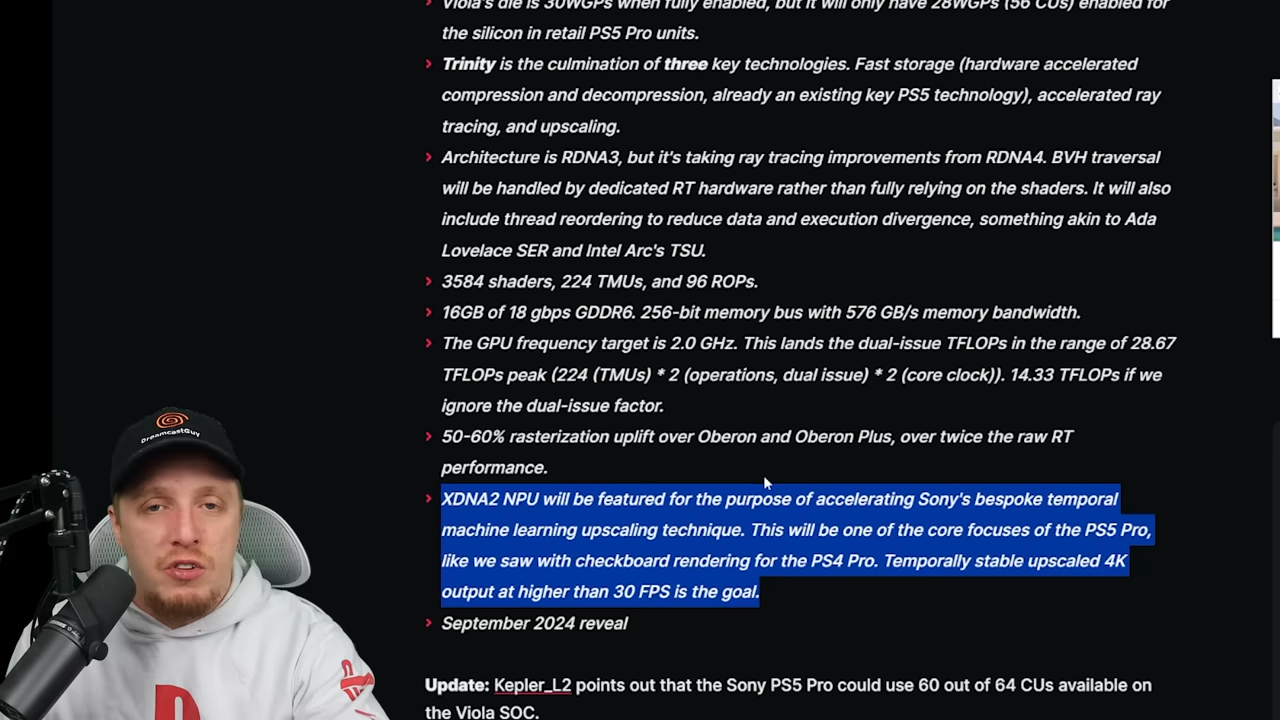 Viola's die is 30WGPs when fully enabled, but it will only have 28WGPs (56 CUs) enabled for
the silicon in retail PS5 Pro units.
Trinity is the culmination of three key technologies. Fast storage (hardware accelerated
compression and decompression, already an existing key PS5 technology), accelerated ray
tracing, and upscaling.
Architecture is RDNA3, but it's taking ray tracing improvements from RDNA4. BVH traversal
will be handled by dedicated RT hardware rather than fully relying on the shaders. It will also
include thread reordering to reduce data and execution divergence, something akin to Ada
Lovelace SER and Intel Arc's TSU.
3584 shaders, 224 TMUs, and 96 ROPs.
16GB of 18 gbps GDDR6. 256-bit memory bus with 576 GB/s memory bandwidth.
The GPU frequency target is 2.0 GHz. This lands the dual-issue TFLOPs in the range of 28.67
TFLOPs peak (224 (TMUs) * 2 (operations, dual issue) * 2 (core clock)). 14.33 TFLOPs if we
ignore the dual-issue factor.
50-60% rasterization uplift over Oberon and Oberon Plus, over twice the raw RT
performance.
XDNA2 NPU will be featured for the purpose of accelerating Sony's bespoke temporal
machine learning upscaling technique. This will be one of the core focuses of the PS5 Pro,
like we saw with checkboard rendering for the PS4 Pro. Temporally stable upscaled 4K
output at higher than 30 FPS is the goal.
September 2024 reveal
Update: Kepler_L2 points out that the Sony PS5 Pro could use 60 out of 64 CUs available on
the Viola SOC.
DreamcastGuy